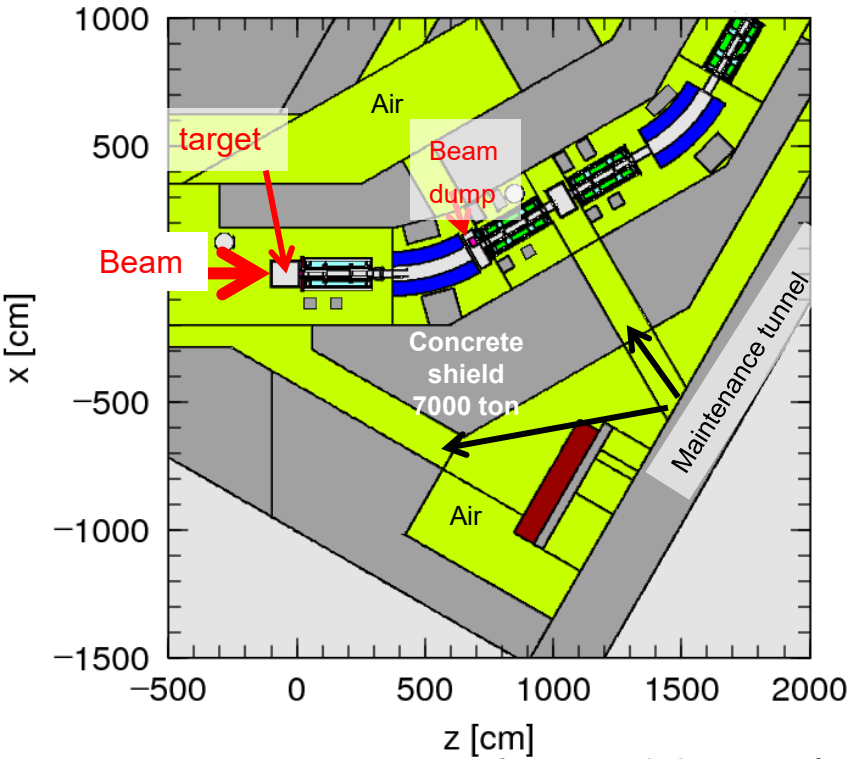 1000
500
−500
−1000
−1500
−500
0
500
1000
1500
2000
x [cm]
z [cm]
Air
target
Beam
dump
Beam
Concrete
shield
7000 ton
Maintenance tunnel
Air